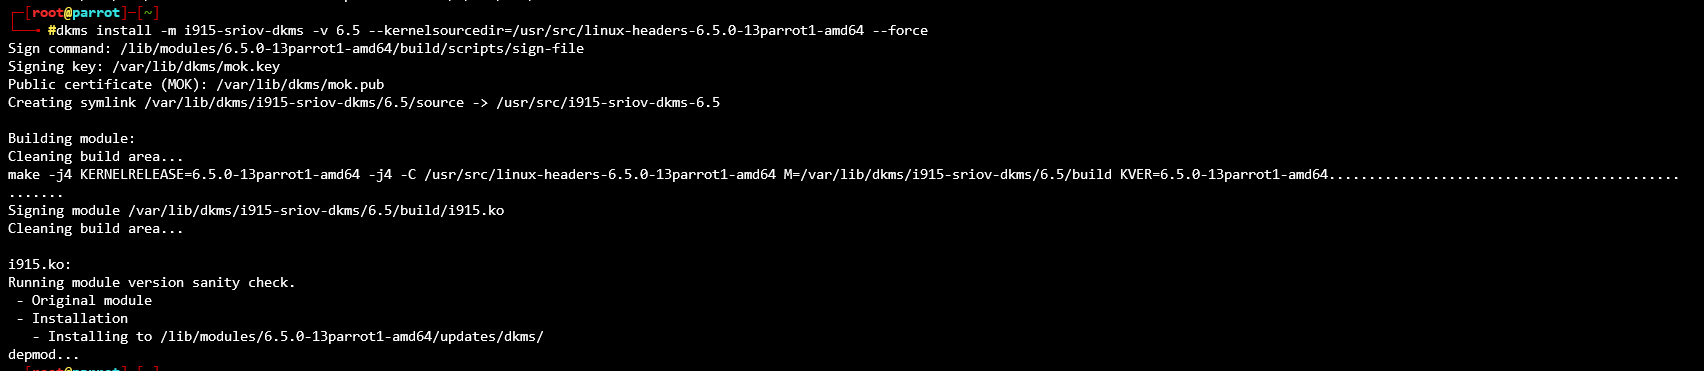 ┌─[root@parrot]─[~]
└──╼ #dkms install -m i915-sriov-dkms -v 6.5 --kernelsourcedir=/usr/src/linux-headers-6.5.0-13parrot1-amd64 --force
Sign command: /lib/modules/6.5.0-13parrot1-amd64/build/scripts/sign-file
Signing key: /var/lib/dkms/mok.key
Public certificate (MOK): /var/lib/dkms/mok.pub
Creating symlink /var/lib/dkms/i915-sriov-dkms/6.5/source -> /usr/src/i915-sriov-dkms-6.5
Building module:
Cleaning build area...
make -j4 KERNELRELEASE=6.5.0-13parrot1-amd64 -j4 -C /usr/src/linux-headers-6.5.0-13parrot1-amd64 M=/var/lib/dkms/i915-sriov-dkms/6.5/build KVER=6.5.0-13parrot1-amd64............................................
.......
Signing module /var/lib/dkms/i915-sriov-dkms/6.5/build/i915.ko
Cleaning build area...
i915.ko:
Running module version sanity check.
 - Original module
 - Installation
   - Installing to /lib/modules/6.5.0-13parrot1-amd64/updates/dkms/
depmod...
┌─[root@parrot]─[~]